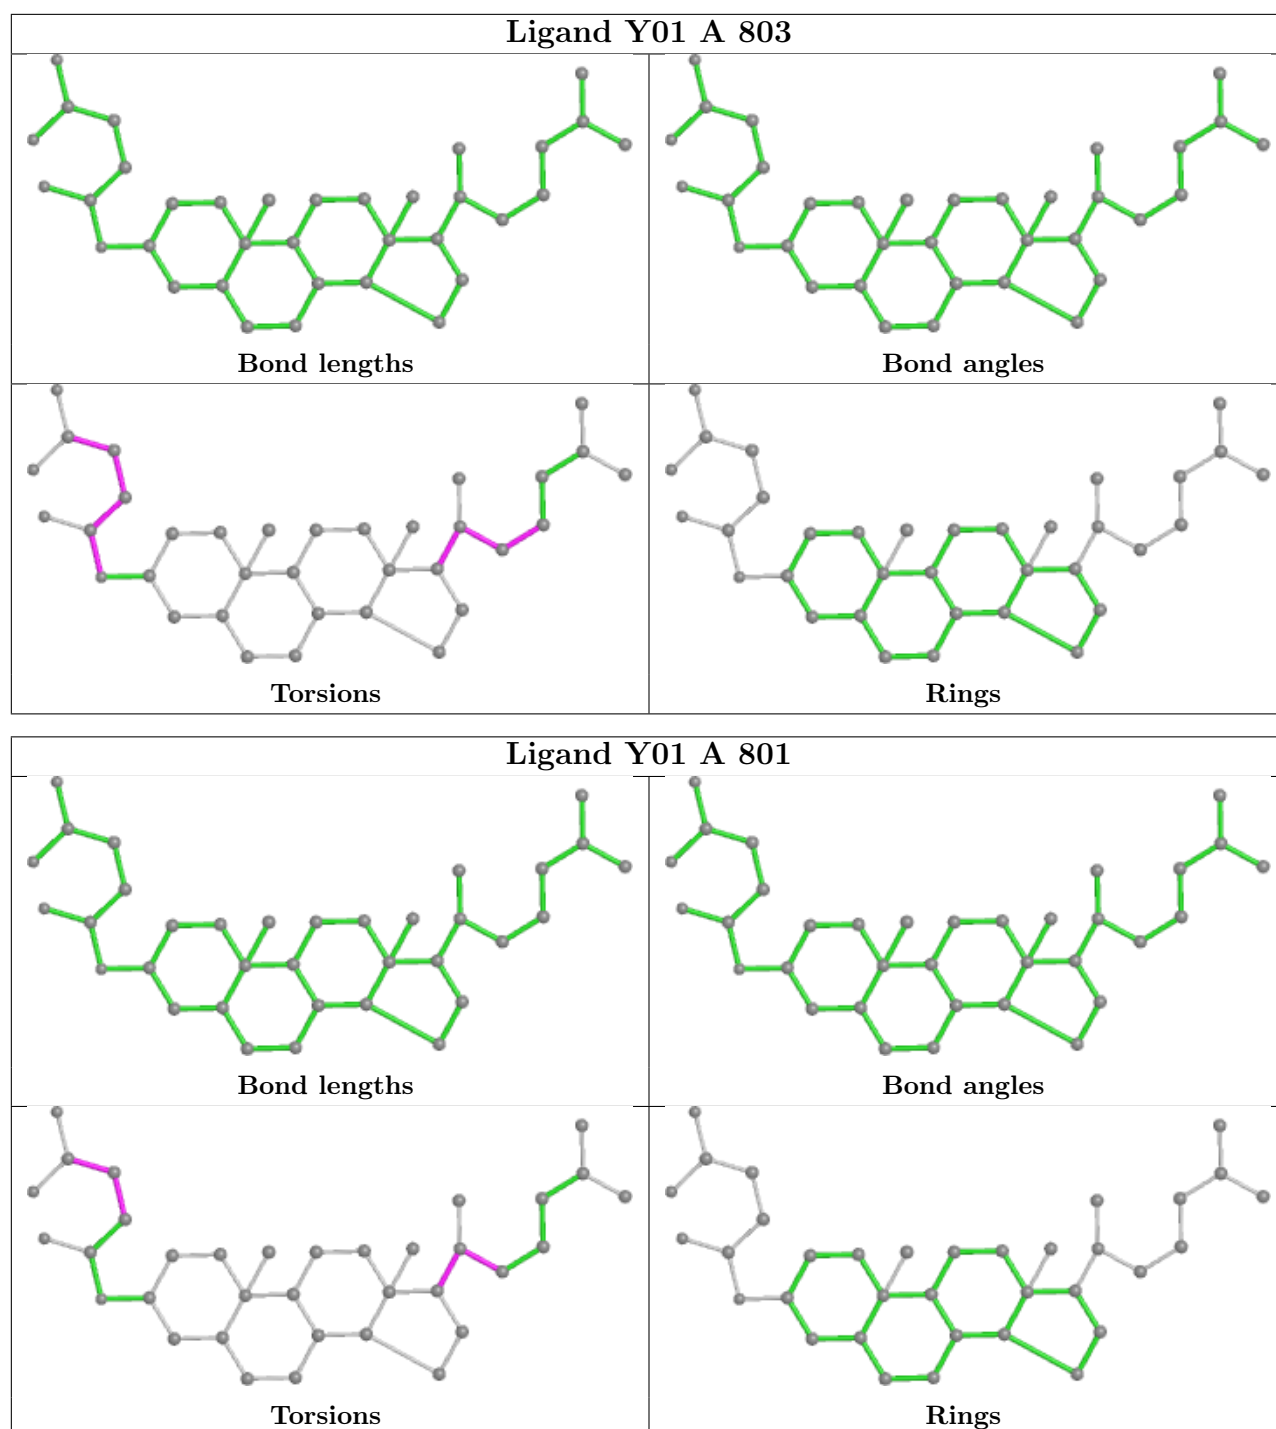 Ligand Y01 A 803
Bond lengths
Bond angles
Torsions
Rings
Ligand Y01 A 801
Bond lengths
Bond angles
Torsions
Rings